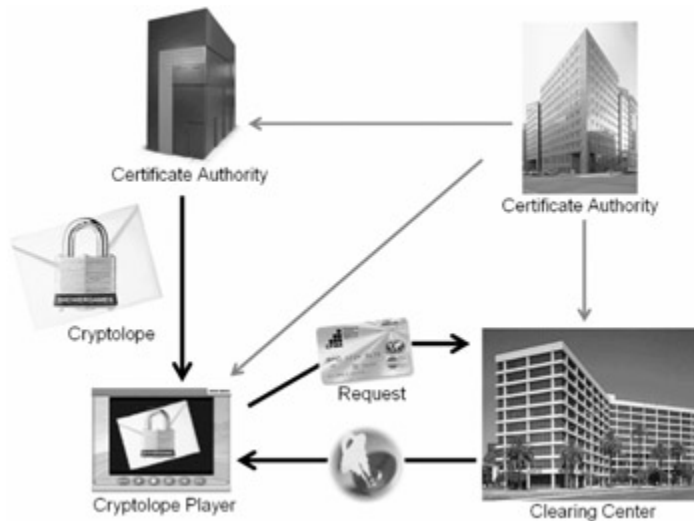 Certificate Authority
Certificate Authority
Cryptolope
Request
Cryptolope Player
Clearing Center